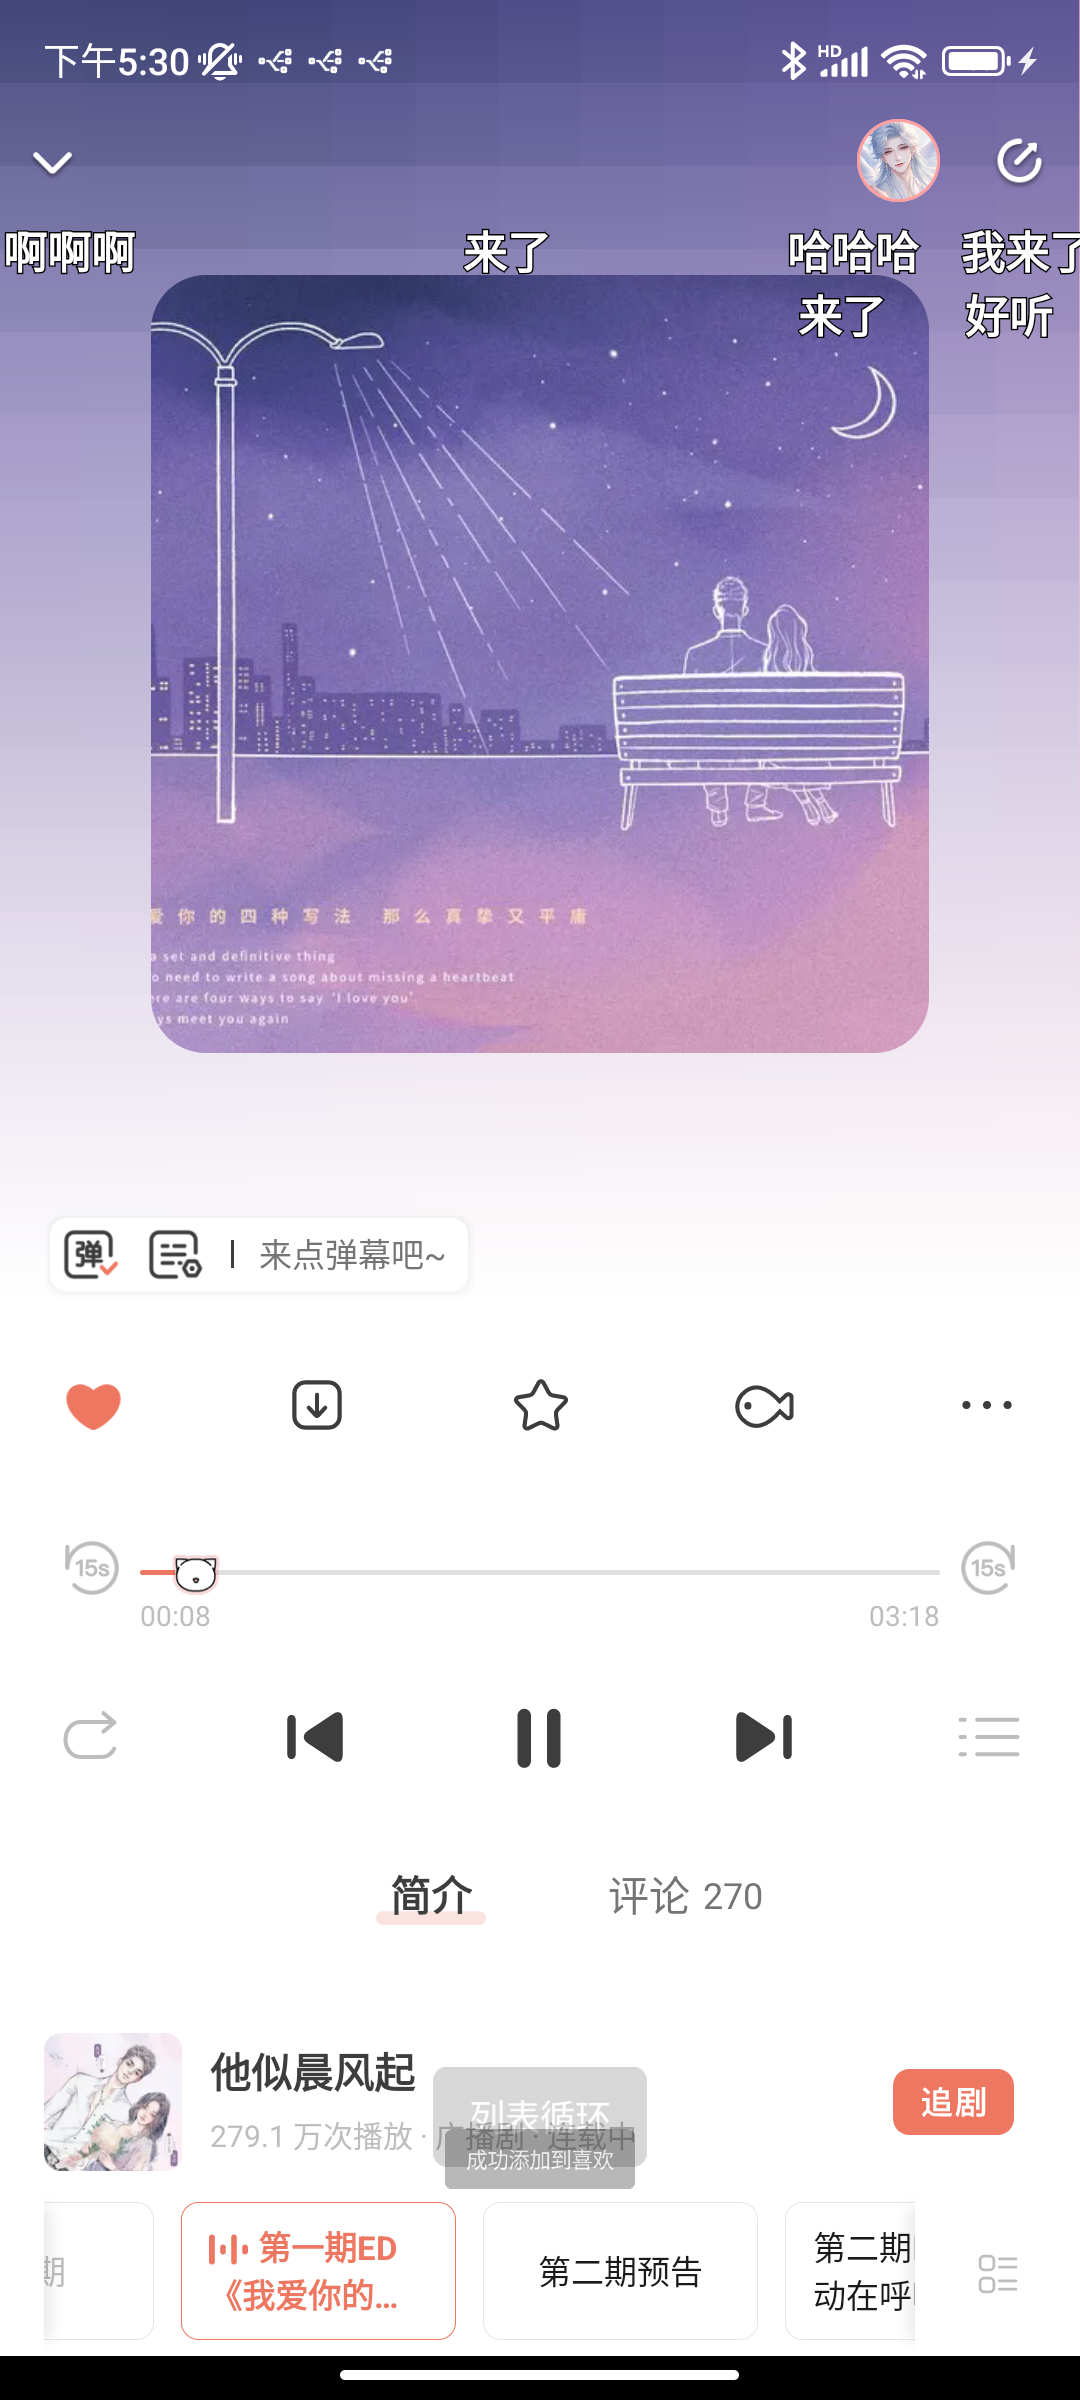 下午5:30
HD
啊啊啊 来了 哈哈哈 我来了
来了 好听
爱你的四种写法 那么真挚又平庸
a set and definitive thing
o need to write a song about missing a heartbeat
ere are four ways to say 'I love you'
ys meet you again
弹 来点弹幕吧~
15s 15s
00:08 03:18
简介 评论 270
他似晨风起
追剧
279.1 万次播放 · 广播剧 · 连载中
列表循环
成功添加到喜欢
期
第一期ED
《我爱你的...
第二期预告
第二期
动在呼